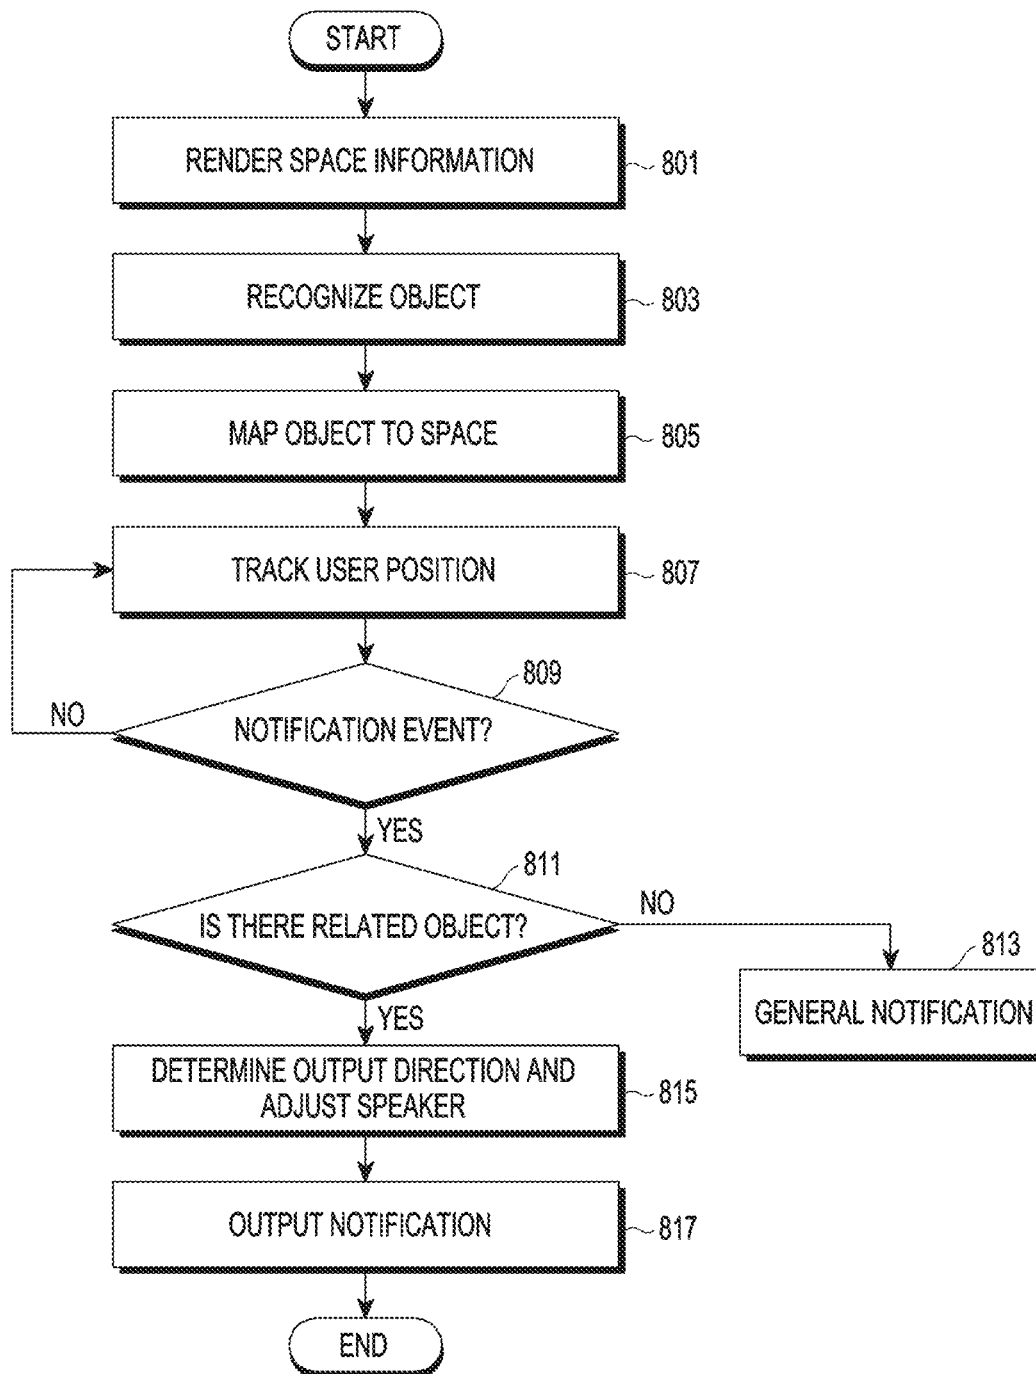 START
RENDER SPACE INFORMATION
801
RECOGNIZE OBJECT
803
MAP OBJECT TO SPACE
805
TRACK USER POSITION
807
809
NOTIFICATION EVENT?
NO
YES
811
IS THERE RELATED OBJECT?
NO
813
GENERAL NOTIFICATION
YES
DETERMINE OUTPUT DIRECTION AND
ADJUST SPEAKER
815
OUTPUT NOTIFICATION
817
END